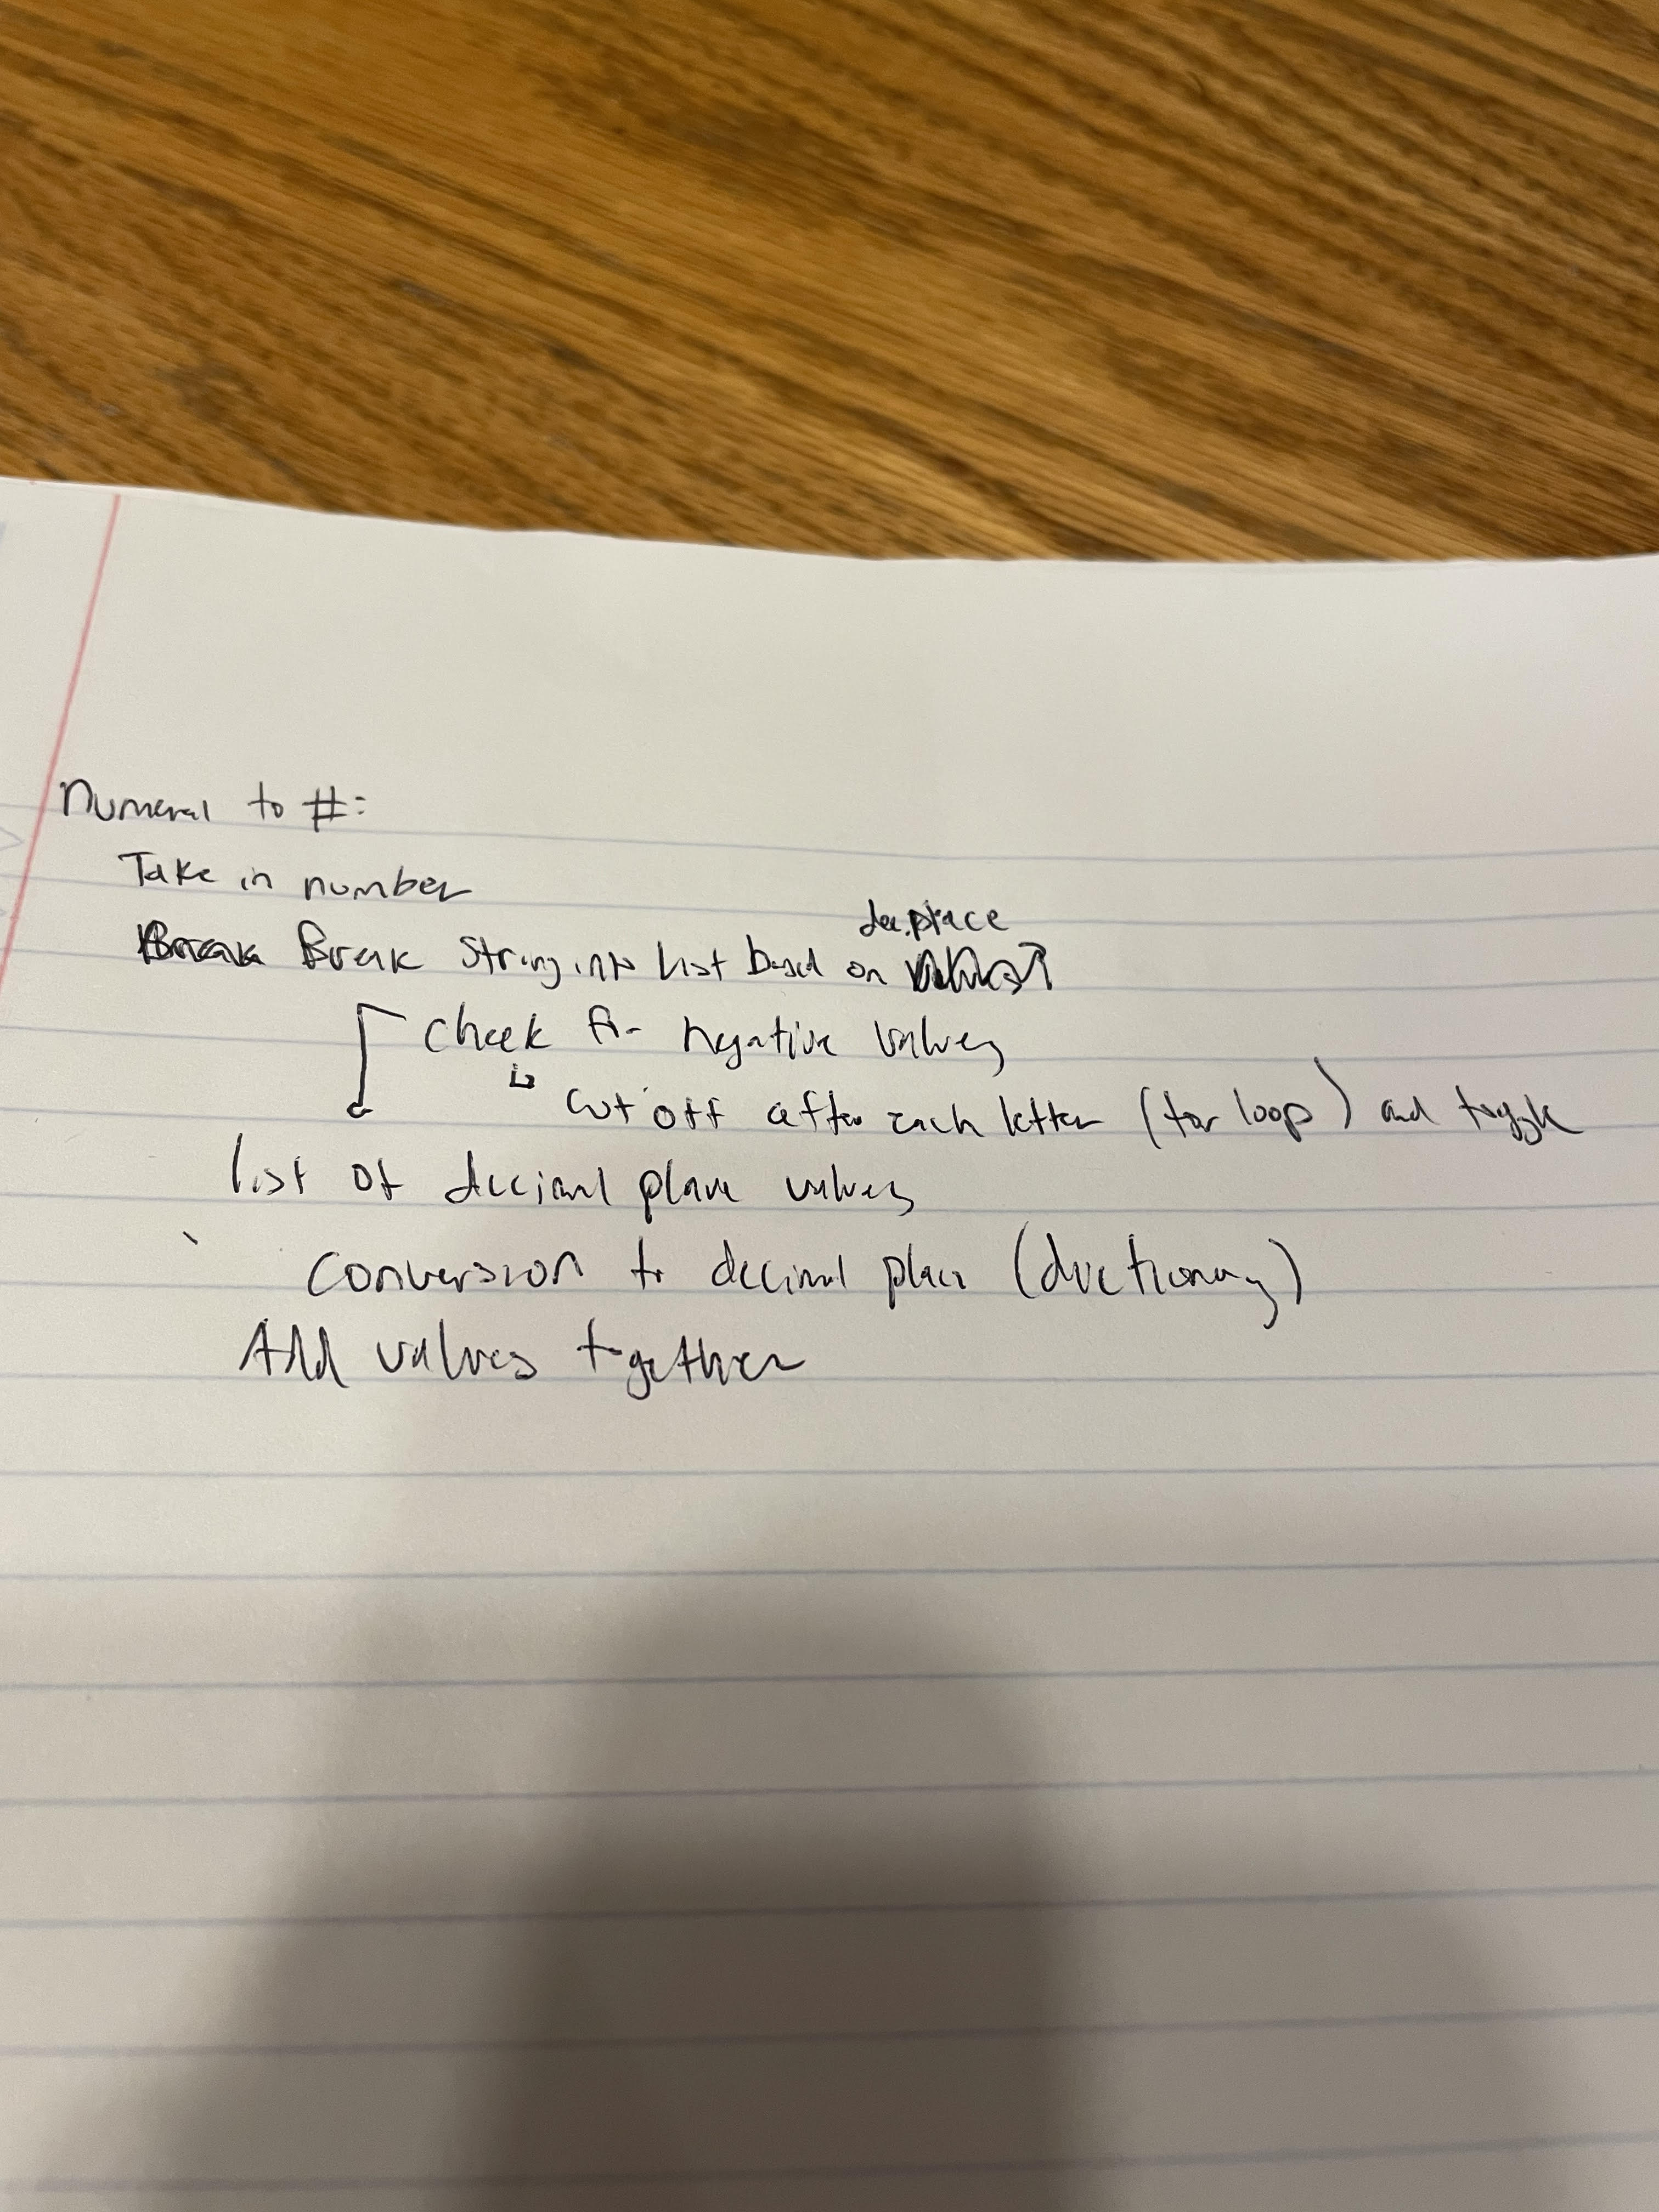 Numeral to #:
Take in number
dec. place
Break String into list based on
Check for negative values
cut off after each letter (for loop) and toggle
list of decimal place values
Conversion to decimal place (dictionary)
Add values together